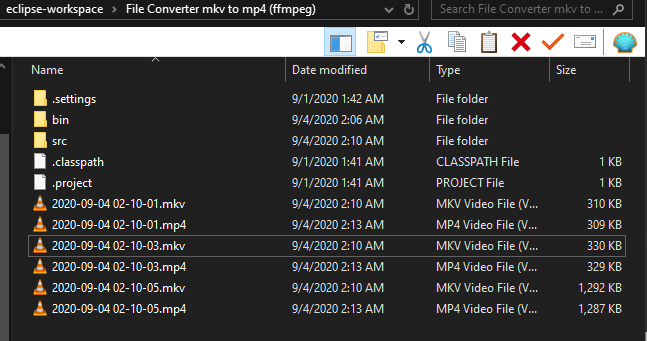 eclipse-workspace > File Converter mkv to mp4 (ffmpeg)
Search File Converter mkv to ...
Name Date modified Type Size
.settings 9/1/2020 1:42 AM File folder
bin 9/4/2020 2:06 AM File folder
src 9/4/2020 2:10 AM File folder
.classpath 9/1/2020 1:41 AM CLASSPATH File 1 KB
.project 9/1/2020 1:41 AM PROJECT File 1 KB
2020-09-04 02-10-01.mkv 9/4/2020 2:10 AM MKV Video File (V... 310 KB
2020-09-04 02-10-01.mp4 9/4/2020 2:13 AM MP4 Video File (V... 309 KB
2020-09-04 02-10-03.mkv 9/4/2020 2:10 AM MKV Video File (V... 330 KB
2020-09-04 02-10-03.mp4 9/4/2020 2:13 AM MP4 Video File (V... 329 KB
2020-09-04 02-10-05.mkv 9/4/2020 2:10 AM MKV Video File (V... 1,292 KB
2020-09-04 02-10-05.mp4 9/4/2020 2:13 AM MP4 Video File (V... 1,287 KB